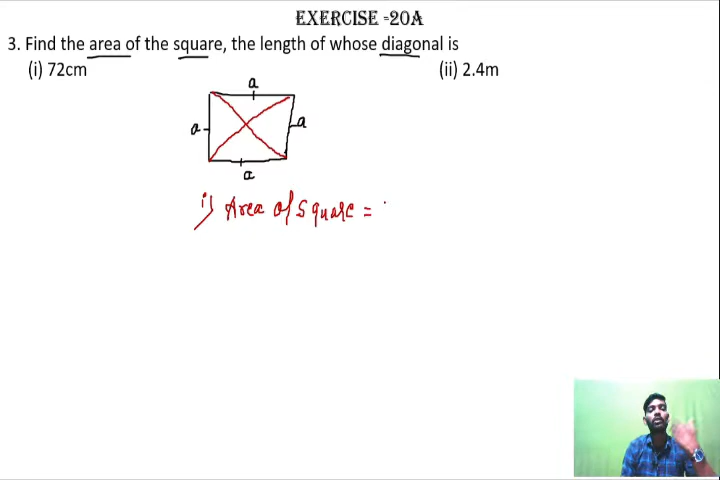 EXERCISE -20A
3. Find the area of the square, the length of whose diagonal is
(i) 72cm (ii) 2.4m
a
a a
a
i) Area of Square =